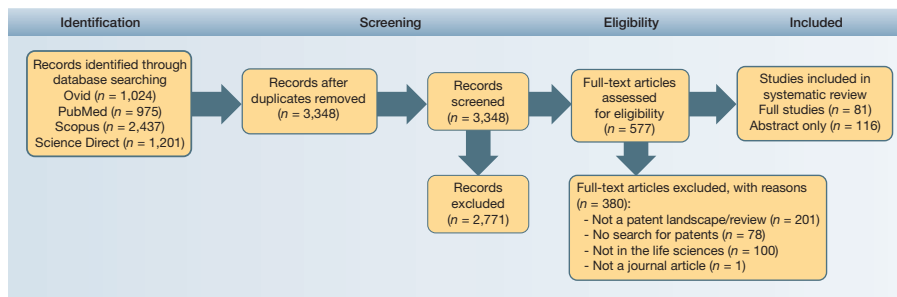 Identification
Screening
Eligibility
Included
Records identified through
database searching
Ovid (n = 1,024)
PubMed (n = 975)
Scopus (n = 2,437)
Science Direct (n = 1,201)
Records after
duplicates removed
(n = 3,348)
Records
screened
(n = 3,348)
Records
excluded
(n = 2,771)
Full-text articles
assessed
for eligibility
(n = 577)
Full-text articles excluded, with reasons
(n = 380):
- Not a patent landscape/review (n = 201)
- No search for patents (n = 78)
- Not in the life sciences (n = 100)
- Not a journal article (n = 1)
Studies included in
systematic review
Full studies (n = 81)
Abstract only (n = 116)